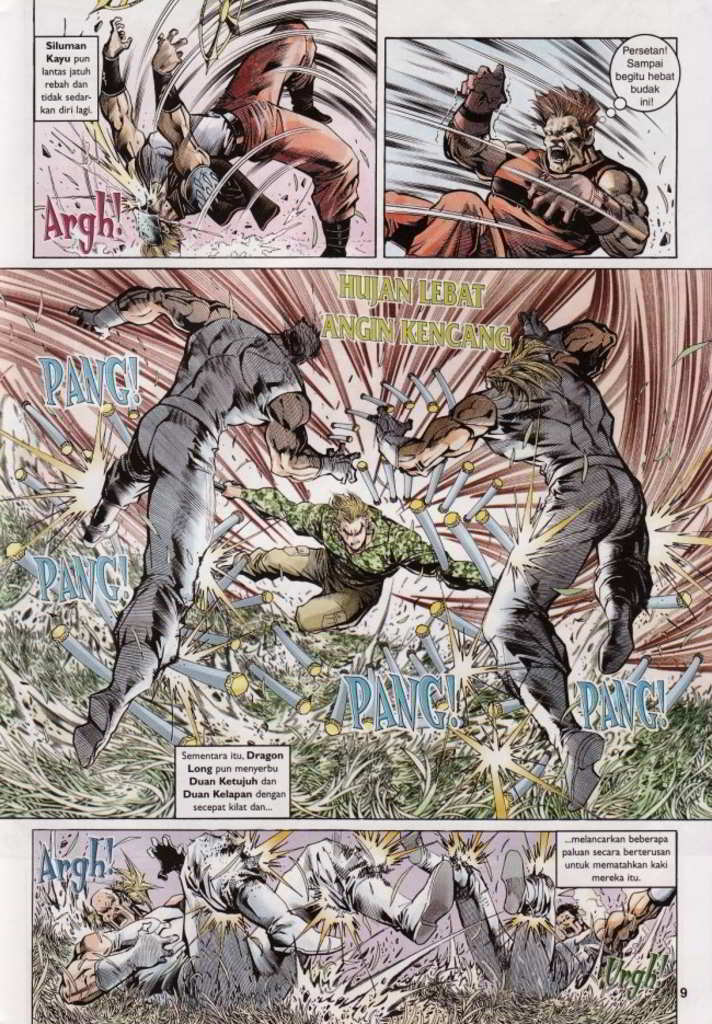 Siluman
Kayu pun
lantas jatuh
rebah dan
tidak sedar-
kan diri lagi.
Argh!
Persetan!
Sampai
begitu hebat
budak
ini!
HUJAN LEBAT
ANGIN KENCANG
PANG!
PANG!
PANG!
PANG!
Sementara itu, Dragon
Long pun menyerbu
Duan Ketujuh dan
Duan Kelapan dengan
secepat kilat dan...
Argh!
...melancarkan beberapa
paluan secara berterusan
untuk mematahkan kaki
mereka itu.
Urgh!
9